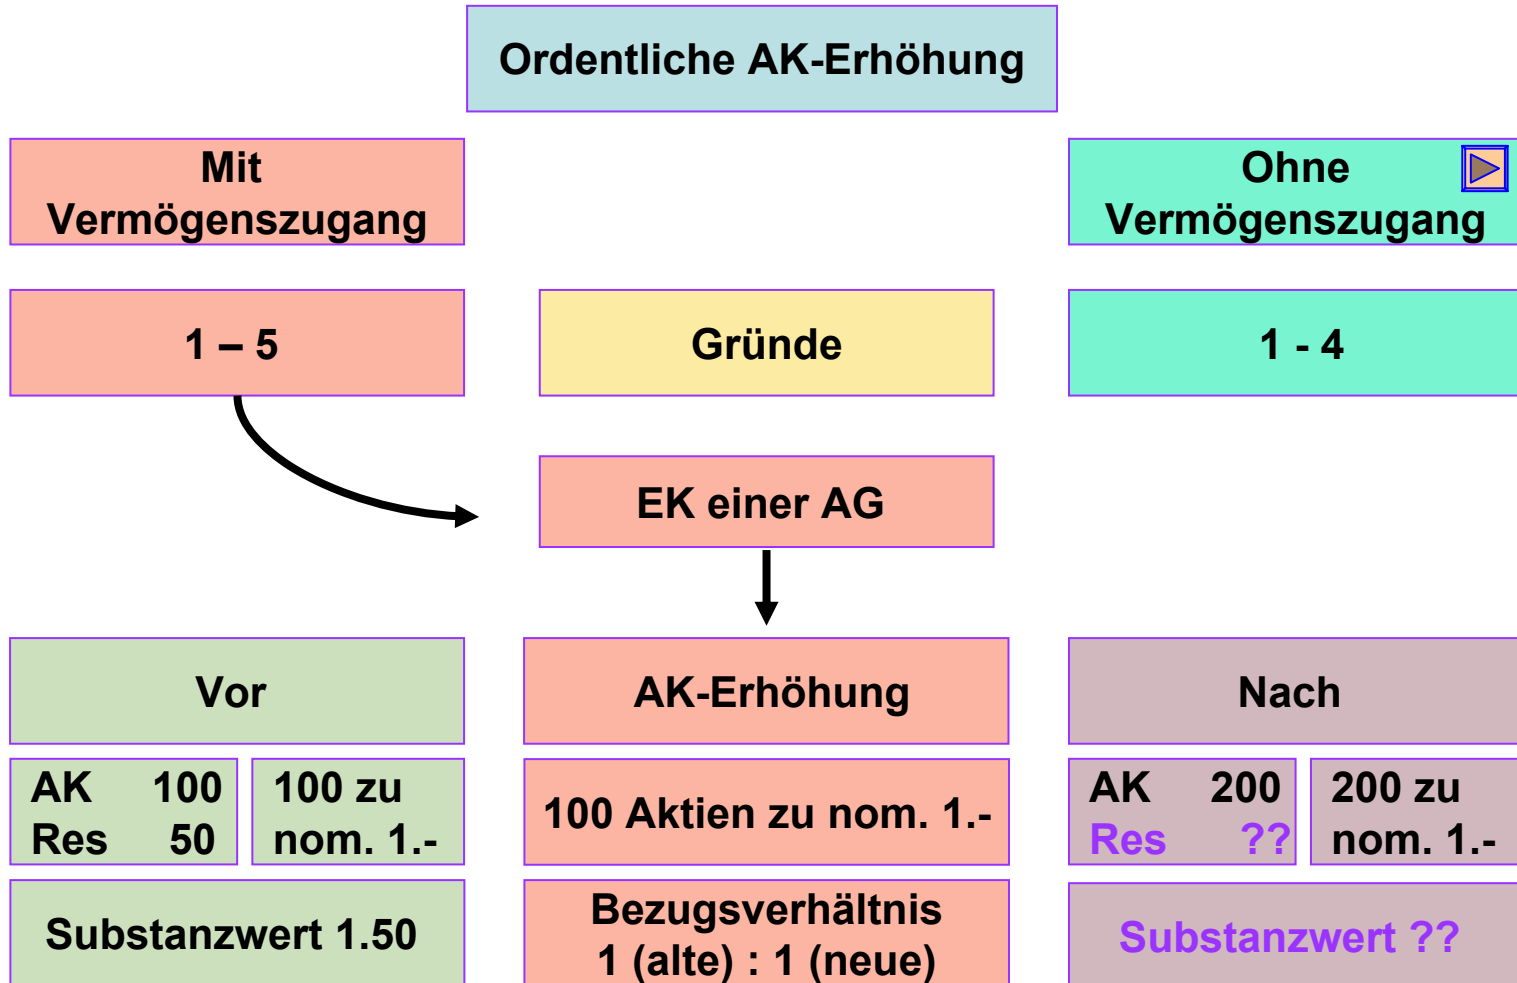 Ordentliche AK-Erhöhung
Mit
Vermögenszugang
Ohne
Vermögenszugang
1 – 5
Gründe
1 - 4
EK einer AG
Vor
AK-Erhöhung
Nach
AK 100
Res 50
100 zu
nom. 1.-
100 Aktien zu nom. 1.-
AK 200
Res ??
200 zu
nom. 1.-
Substanzwert 1.50
Bezugsverhältnis
1 (alte) : 1 (neue)
Substanzwert ??